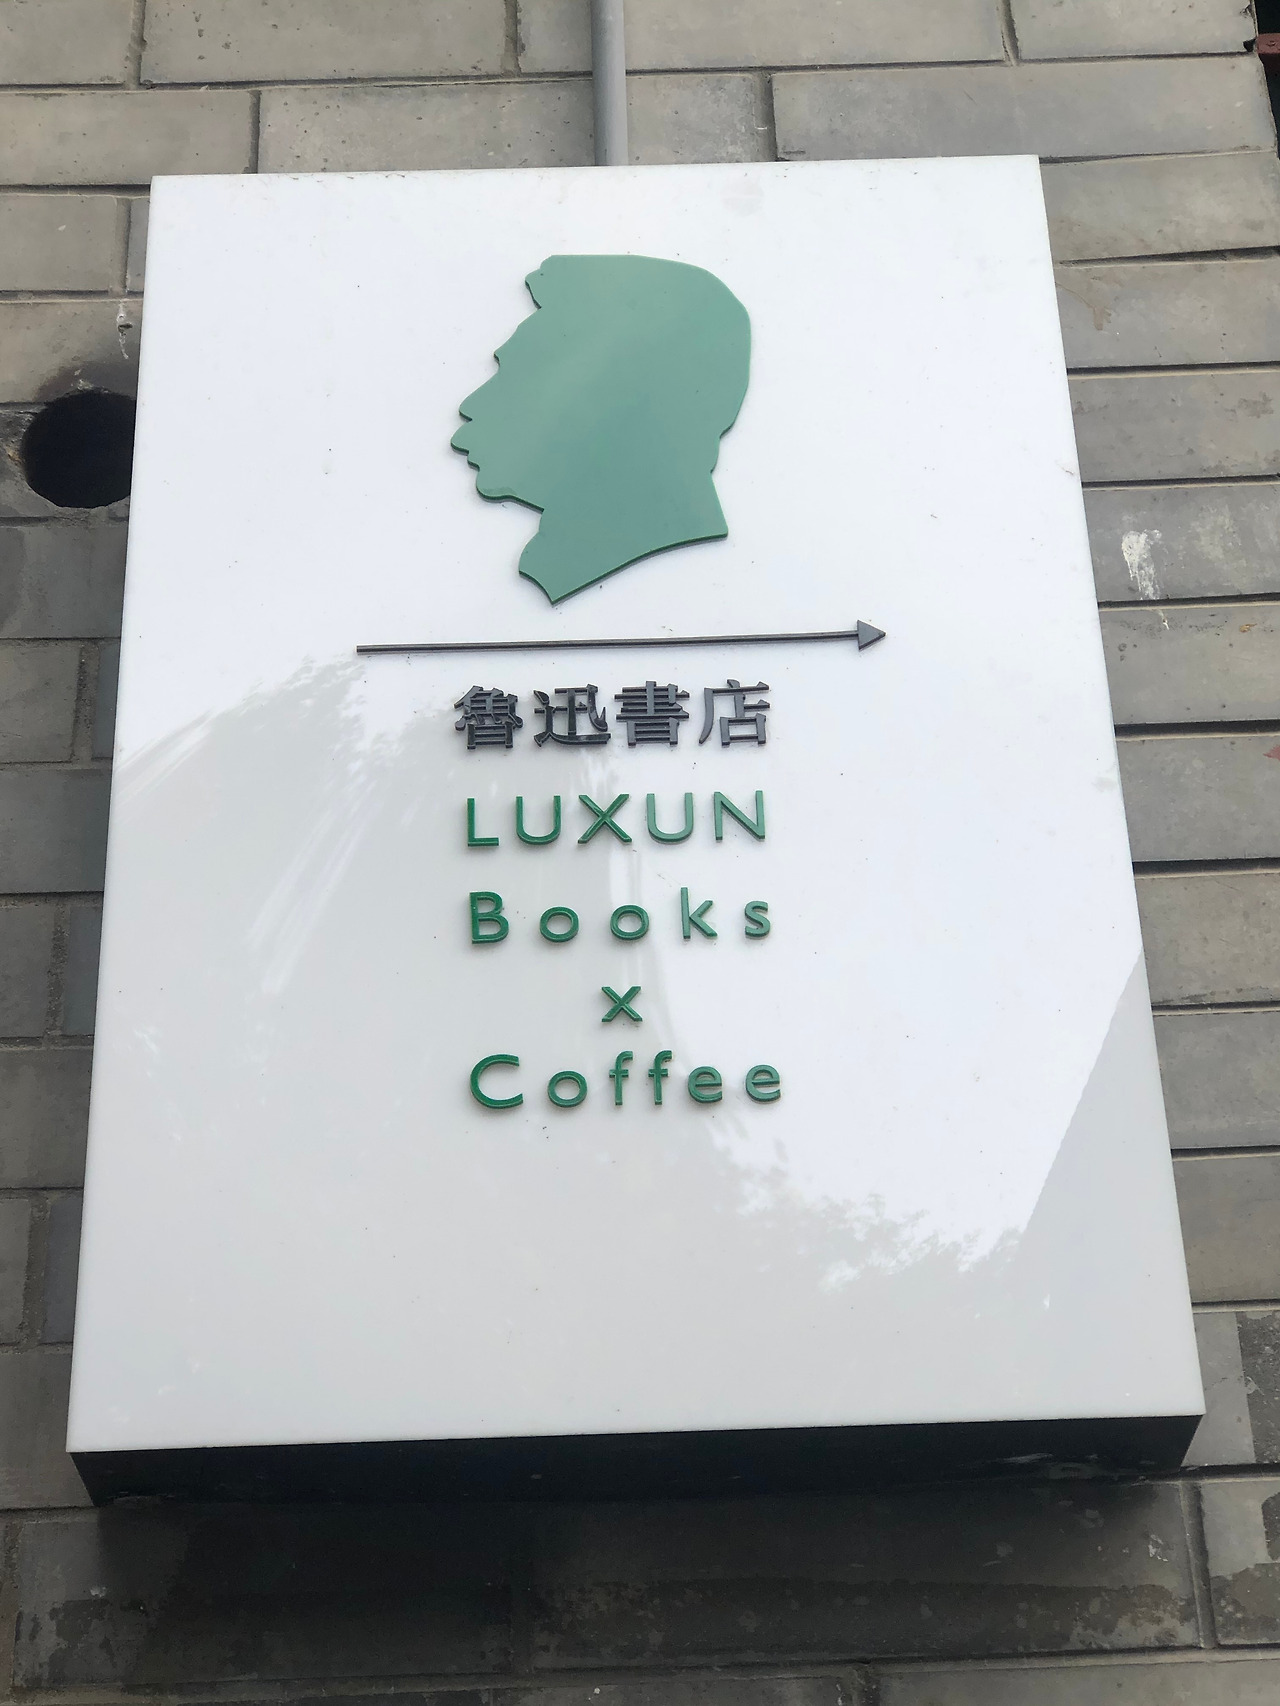 魯迅書店
LUXUN
Books
x
Coffee